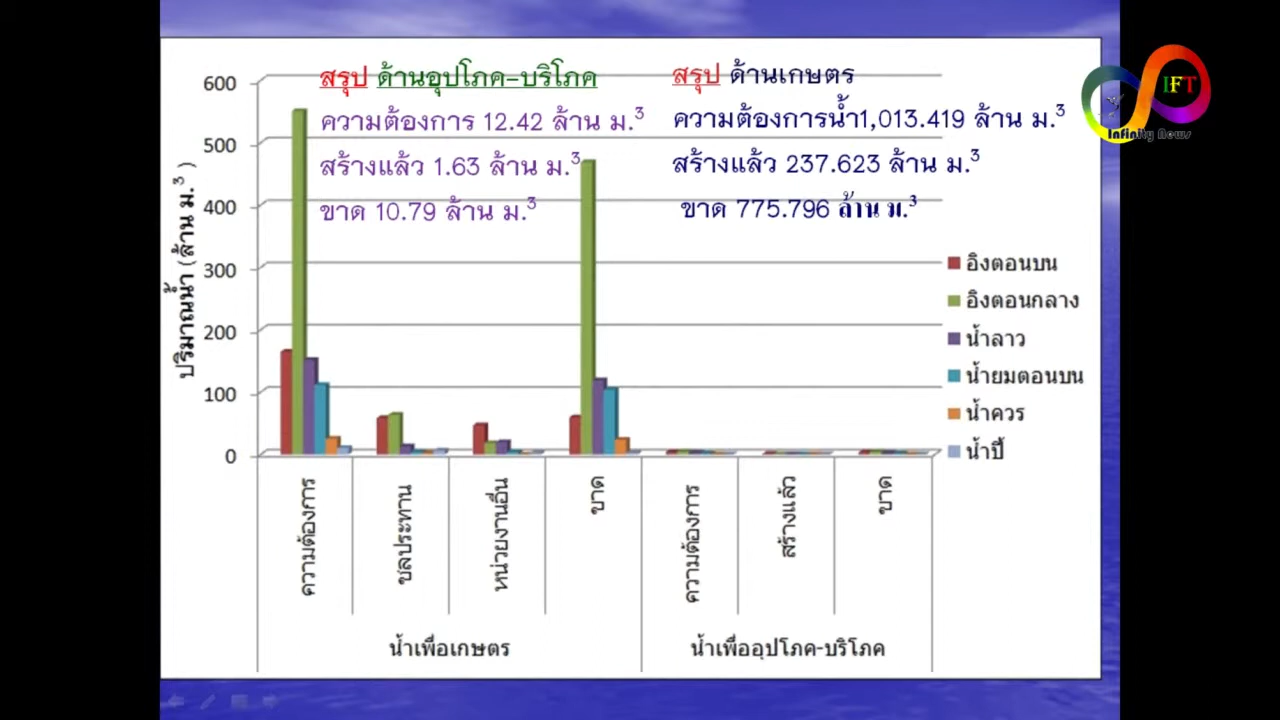 สรุป ด้านอุปโภค-บริโภค
ความต้องการ 12.42 ล้าน ม.³
สร้างแล้ว 1.63 ล้าน ม.³
ขาด 10.79 ล้าน ม.³
สรุป ด้านเกษตร
ความต้องการน้ำ1,013.419 ล้าน ม.³
สร้างแล้ว 237.623 ล้าน ม.³
ขาด 775.796 ล้าน ม.³
IFT
Infinity News
ปริมาณน้ำ (ล้าน ม.³)
600
500
400
300
200
100
0
อิงตอนบน
อิงตอนกลาง
น้ำลาว
น้ำยมตอนบน
น้ำควร
น้ำปี้
ความต้องการ
ชลประทาน
หน่วยงานอื่น
ขาด
ความต้องการ
สร้างแล้ว
ขาด
น้ำเพื่อเกษตร
น้ำเพื่ออุปโภค-บริโภค